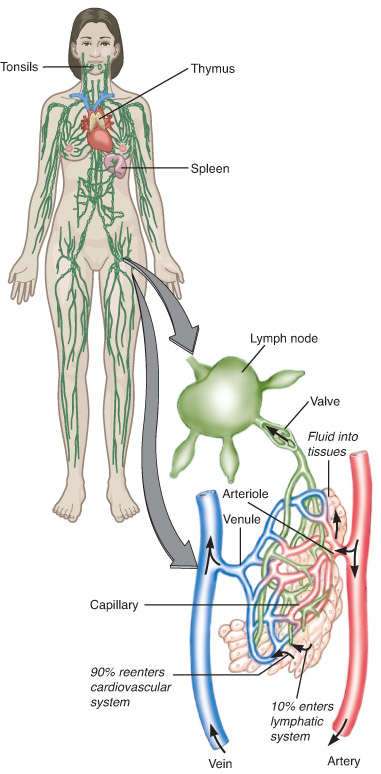 Tonsils
Thymus
Spleen
Lymph node
Valve
Fluid into
tissues
Arteriole
Venule
Capillary
90% reenters
cardiovascular
system
10% enters
lymphatic
system
Vein
Artery